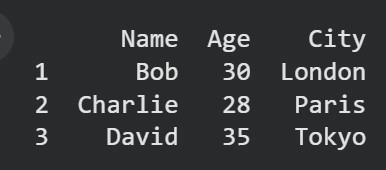 Name Age City
1 Bob 30 London
2 Charlie 28 Paris
3 David 35 Tokyo